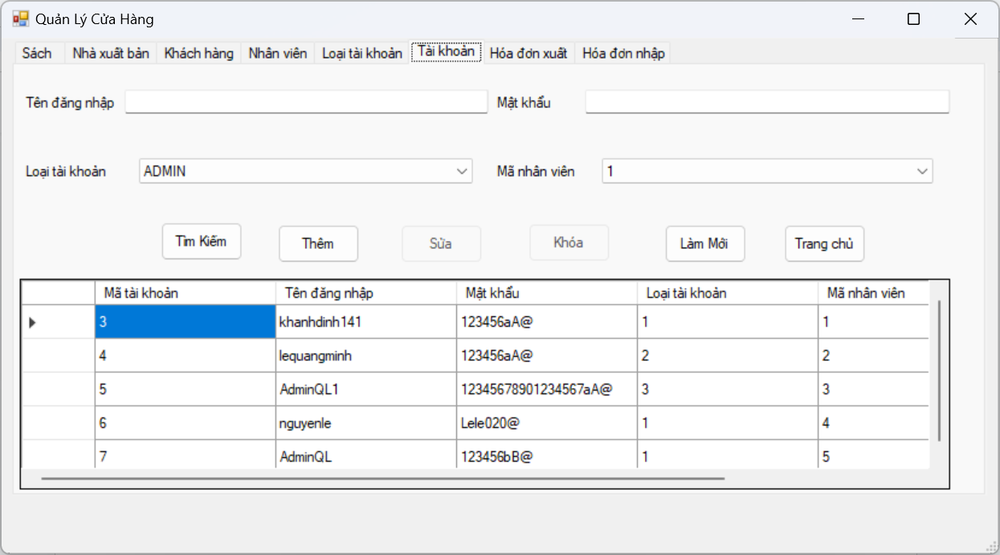 Quản Lý Cửa Hàng
Sách Nhà xuất bản Khách hàng Nhân viên Loại tài khoản Tài khoản Hóa đơn xuất Hóa đơn nhập
Tên đăng nhập Mật khẩu
Loại tài khoản ADMIN Mã nhân viên 1
Tìm Kiếm Thêm Sửa Khóa Làm Mới Trang chủ
Mã tài khoản Tên đăng nhập Mật khẩu Loại tài khoản Mã nhân viên
3 khanhdinh141 123456aA@ 1 1
4 lequangminh 123456aA@ 2 2
5 AdminQL1 12345678901234567aA@ 3 3
6 nguyenle Lele020@ 1 4
7 AdminQL 123456bB@ 1 5